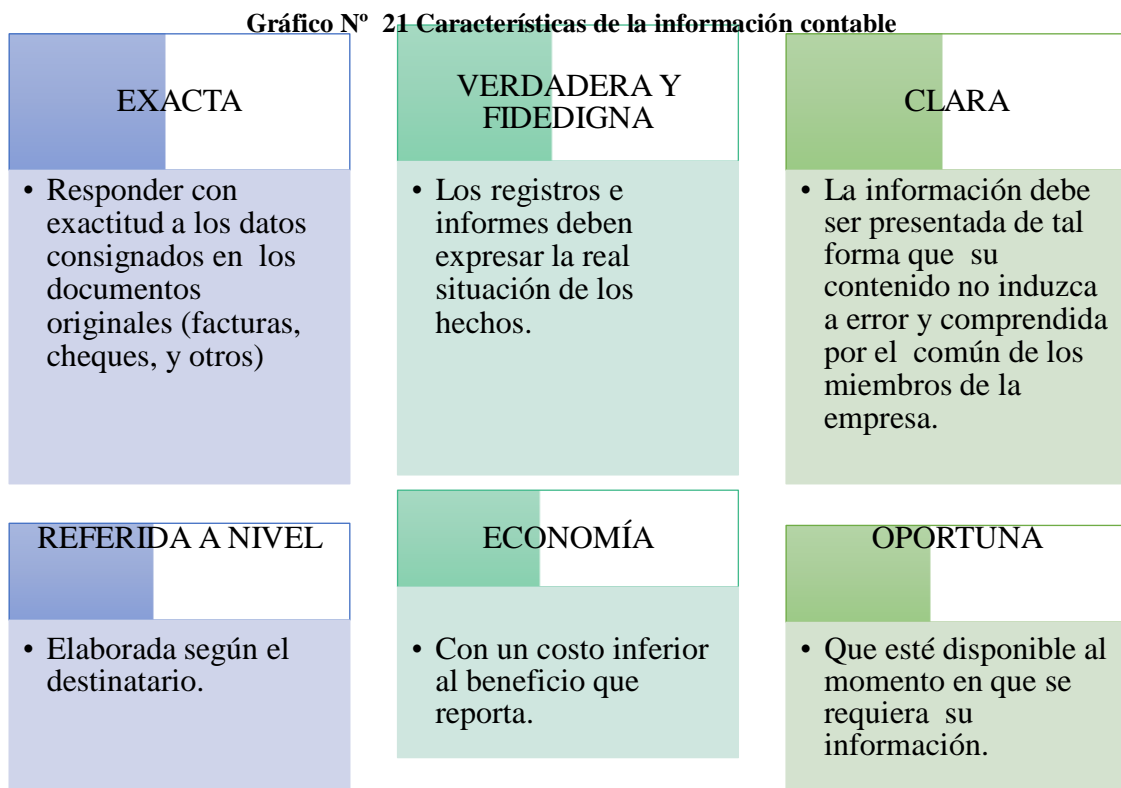 Gráfico Nº 21 Características de la información contable
EXACTA
• Responder con
exactitud a los datos
consignados en los
documentos
originales (facturas,
cheques, y otros)
VERDADERA Y
FIDEDIGNA
• Los registros e
informes deben
expresar la real
situación de los
hechos.
CLARA
• La información debe
ser presentada de tal
forma que su
contenido no induzca
a error y comprendida
por el común de los
miembros de la
empresa.
REFERIDA A NIVEL
• Elaborada según el
destinatario.
ECONOMÍA
• Con un costo inferior
al beneficio que
reporta.
OPORTUNA
• Que esté disponible al
momento en que se
requiera su
información.